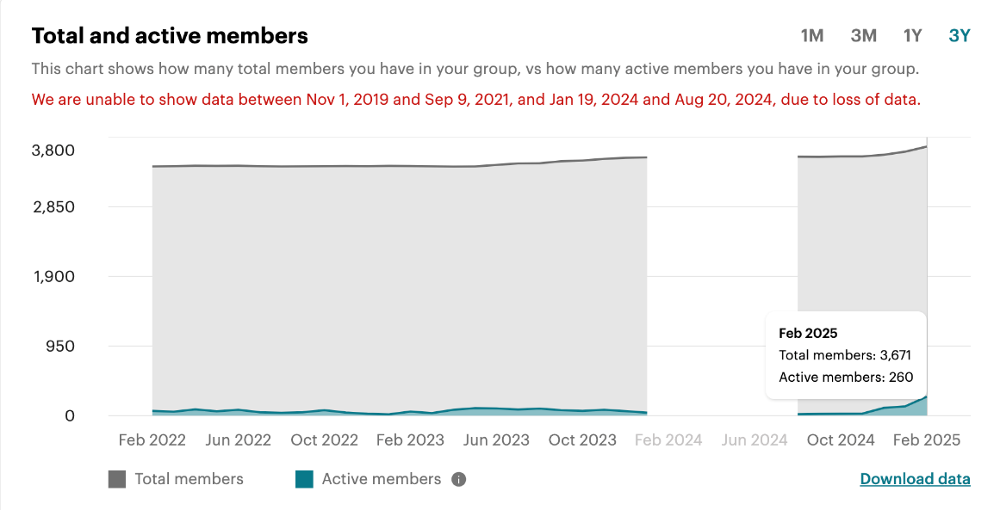 Total and active members
1M 3M 1Y 3Y
This chart shows how many total members you have in your group, vs how many active members you have in your group.
We are unable to show data between Nov 1, 2019 and Sep 9, 2021, and Jan 19, 2024 and Aug 20, 2024, due to loss of data.
3,800
2,850
1,900
950
0
Feb 2025
Total members: 3,671
Active members: 260
Feb 2022 Jun 2022 Oct 2022 Feb 2023 Jun 2023 Oct 2023 Feb 2024 Jun 2024 Oct 2024 Feb 2025
Total members Active members i
Download data